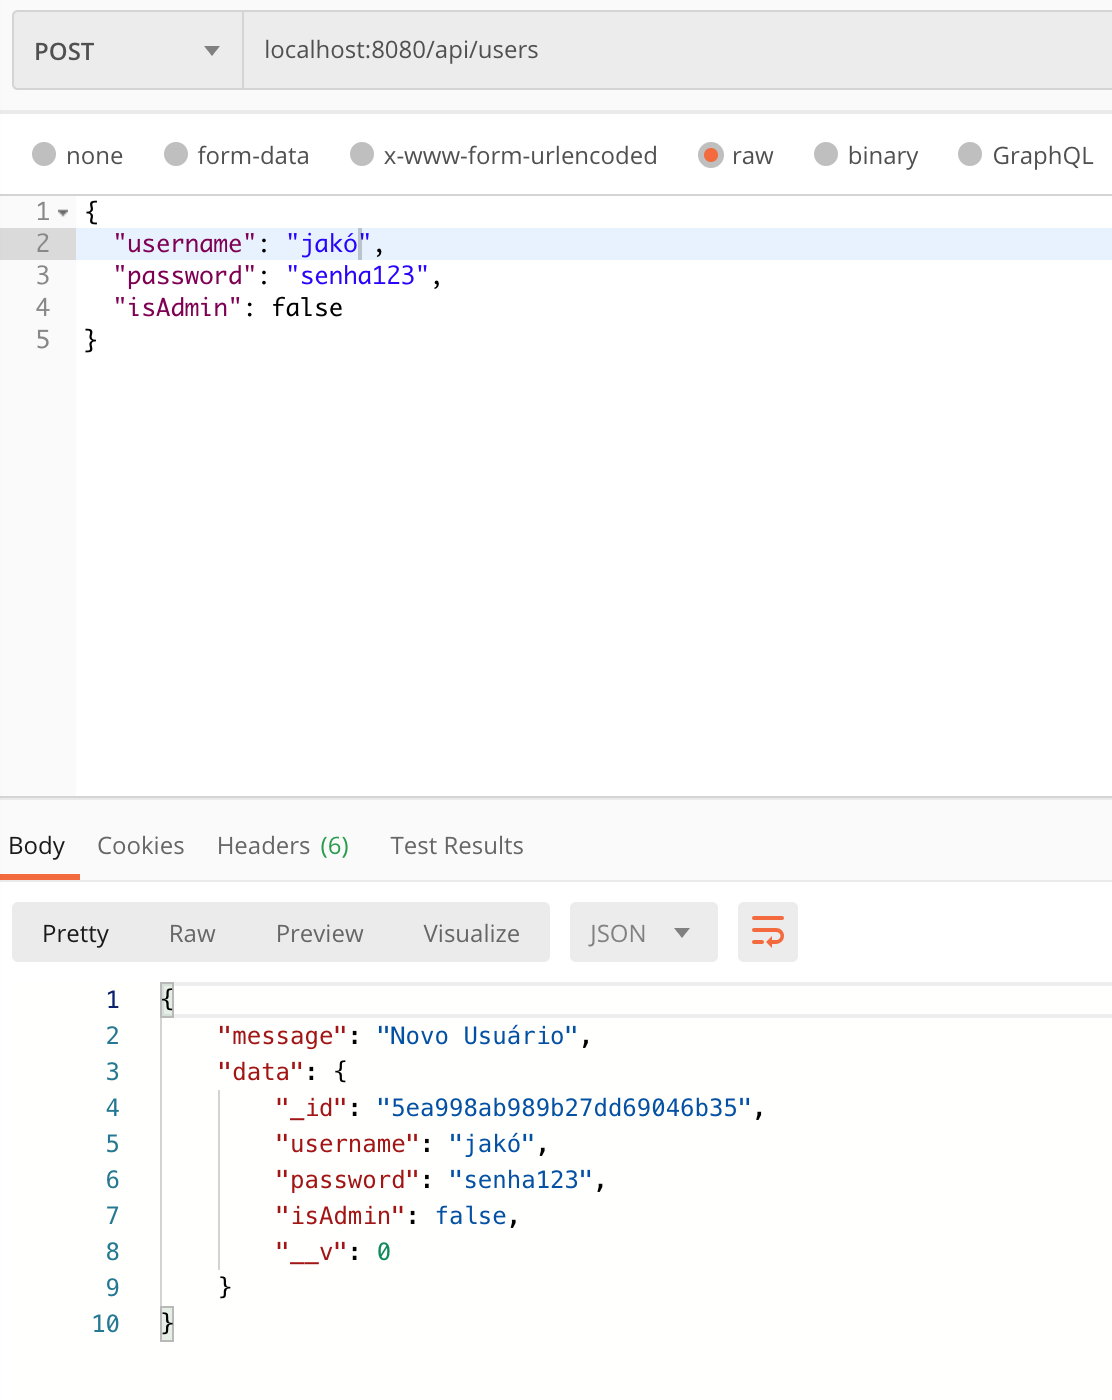 POST localhost:8080/api/users
none form-data x-www-form-urlencoded raw binary GraphQL
1 {
2 "username": "jakó",
3 "password": "senha123",
4 "isAdmin": false
5 }
Body Cookies Headers (6) Test Results
Pretty Raw Preview Visualize JSON
1 {
2 "message": "Novo Usuário",
3 "data": {
4 "_id": "5ea998ab989b27dd69046b35",
5 "username": "jakó",
6 "password": "senha123",
7 "isAdmin": false,
8 "__v": 0
9 }
10 }